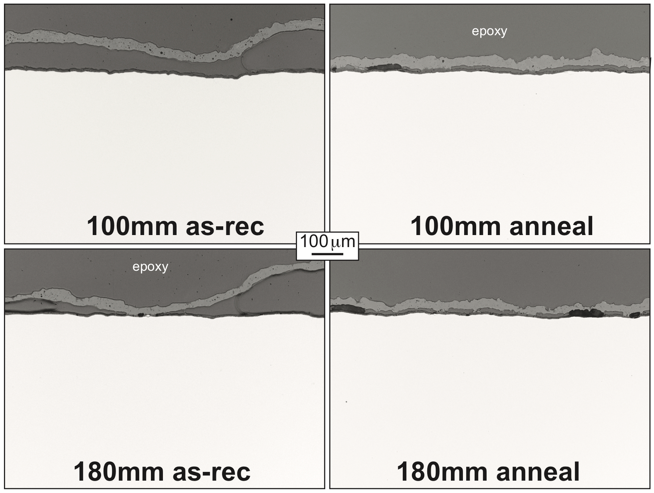 epoxy
100mm as-rec
100mm anneal
100µm
epoxy
180mm as-rec
180mm anneal